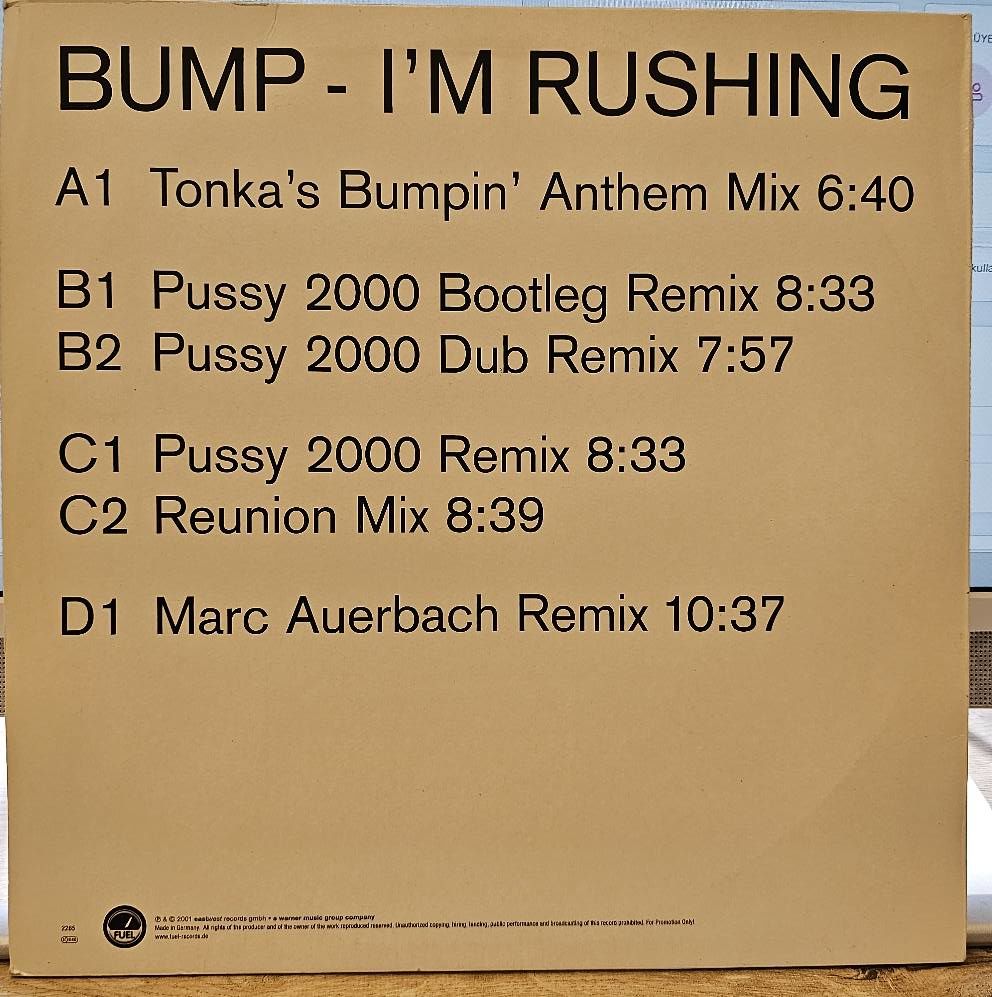 BUMP - I'M RUSHING
A1 Tonka's Bumpin' Anthem Mix 6:40
B1 Pussy 2000 Bootleg Remix 8:33
B2 Pussy 2000 Dub Remix 7:57
C1 Pussy 2000 Remix 8:33
C2 Reunion Mix 8:39
D1 Marc Auerbach Remix 10:37
2285
FUEL
℗ & © 2001 eastwest records gmbh • a warner music group company
Made in Germany. All rights of the producer and of the owner of the work reproduced reserved. Unauthorized copying, hiring, lending, public performance and broadcasting of this record prohibited. For Promotion Only!
www.fuel-records.de